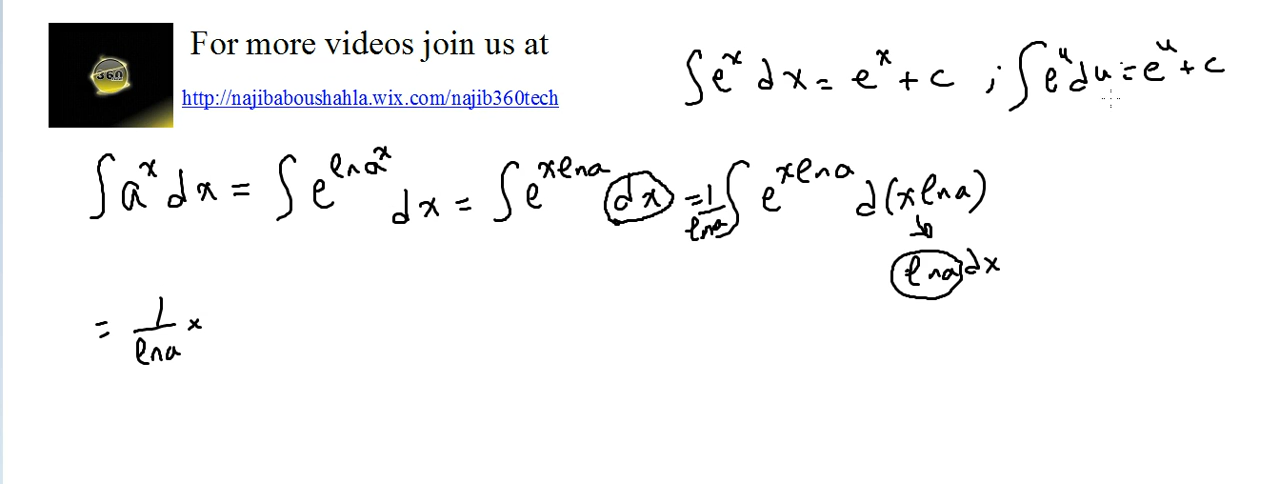 360
For more videos join us at
http://najibaboushahla.wix.com/najib360tech
∫e^x dx = e^x + c ; ∫e^u du = e^u + c
∫a^x dx = ∫e^(ln a^x) dx = ∫e^(x ln a) dx = 1/ln a ∫e^(x ln a) d(x ln a)
ln a dx
= 1/ln a ×